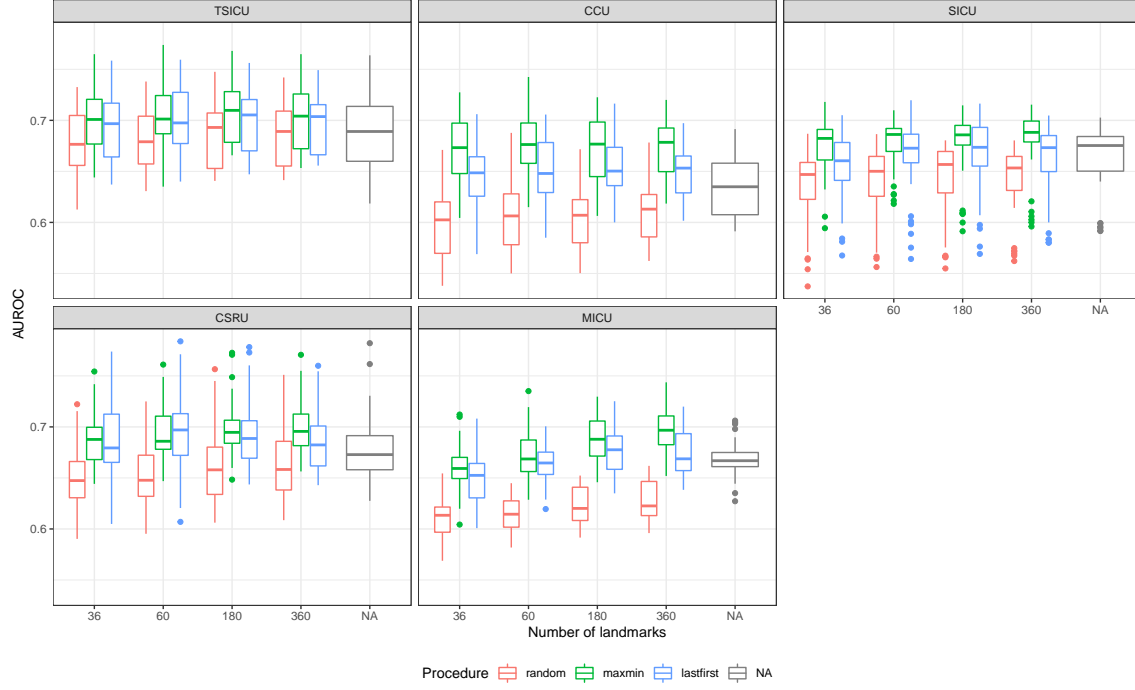 TSICU
CCU
SICU
0.7
0.6
36 60 180 360 NA
CSRU
MICU
0.7
0.6
36 60 180 360 NA
36 60 180 360 NA
AUROC
Number of landmarks
Procedure random maxmin lastfirst NA